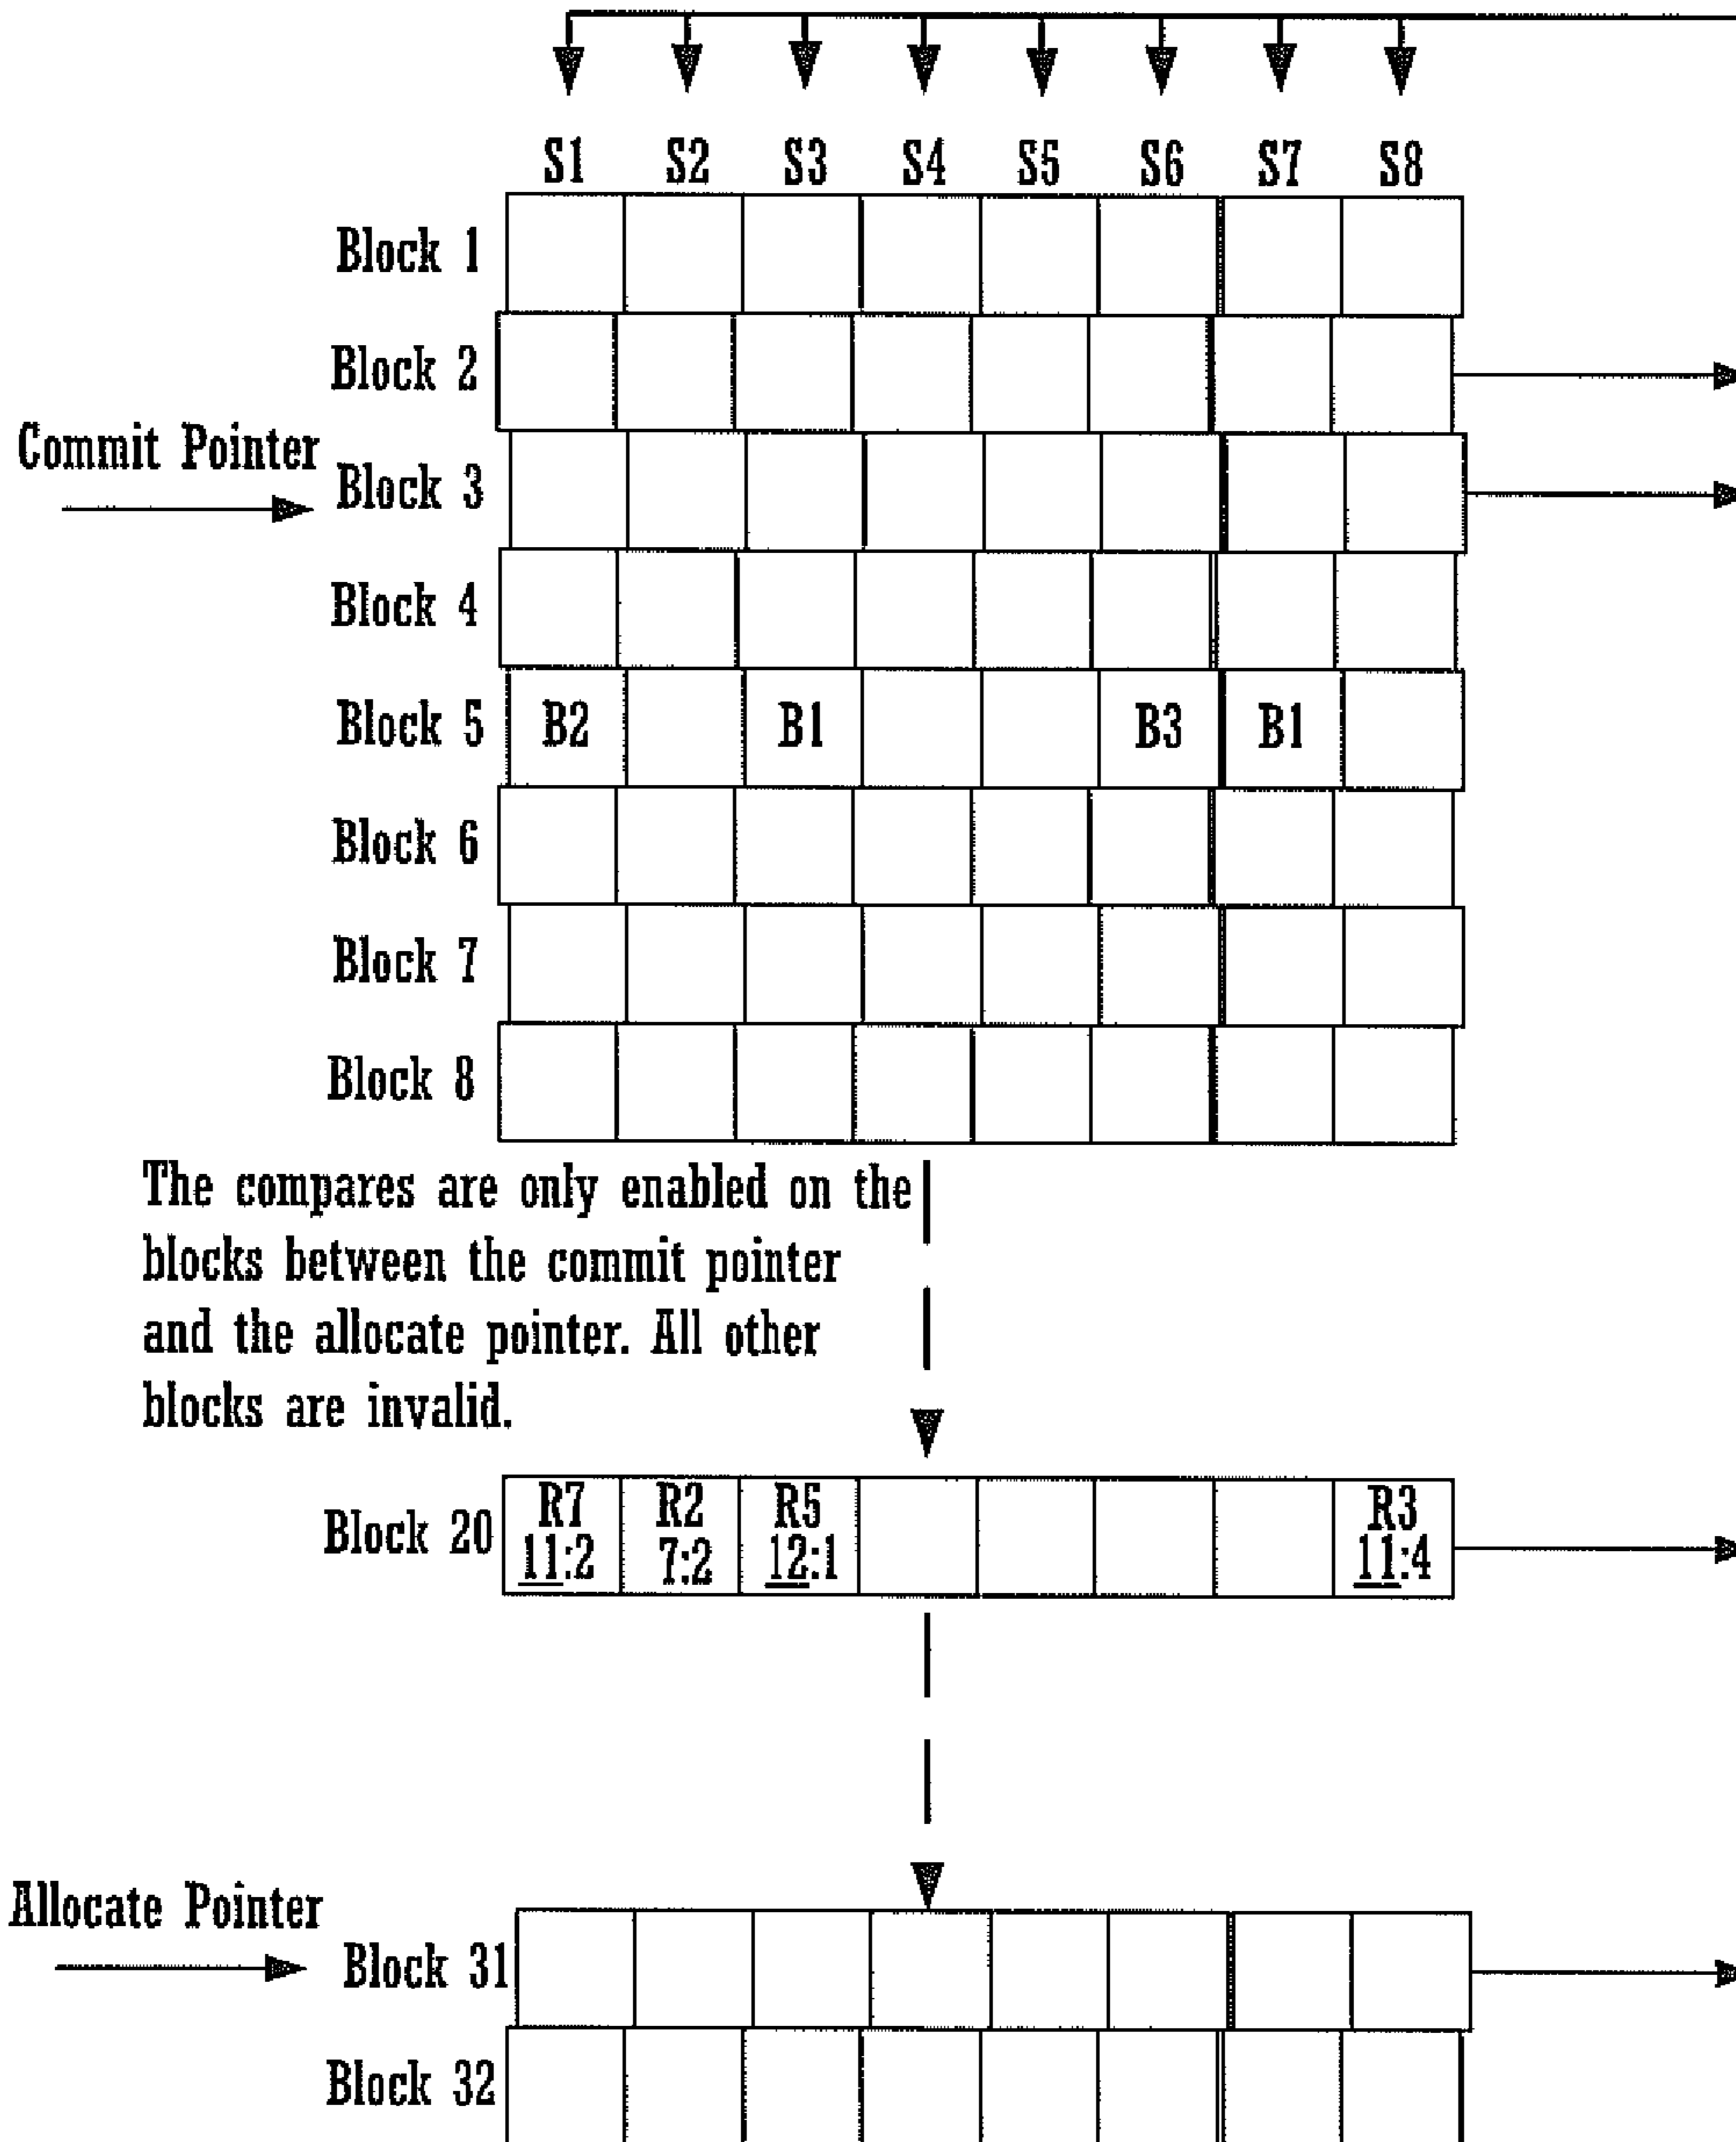 S1 S2 S3 S4 S5 S6 S7 S8
Block 1
Block 2
Commit Pointer
Block 3
Block 4
Block 5 B2 B1 B3 B1
Block 6
Block 7
Block 8
The compares are only enabled on the
blocks between the commit pointer
and the allocate pointer. All other
blocks are invalid.
R7 R2 R5 R3
Block 20
11:2 7:2 12:1 11:4
Allocate Pointer
Block 31
Block 32